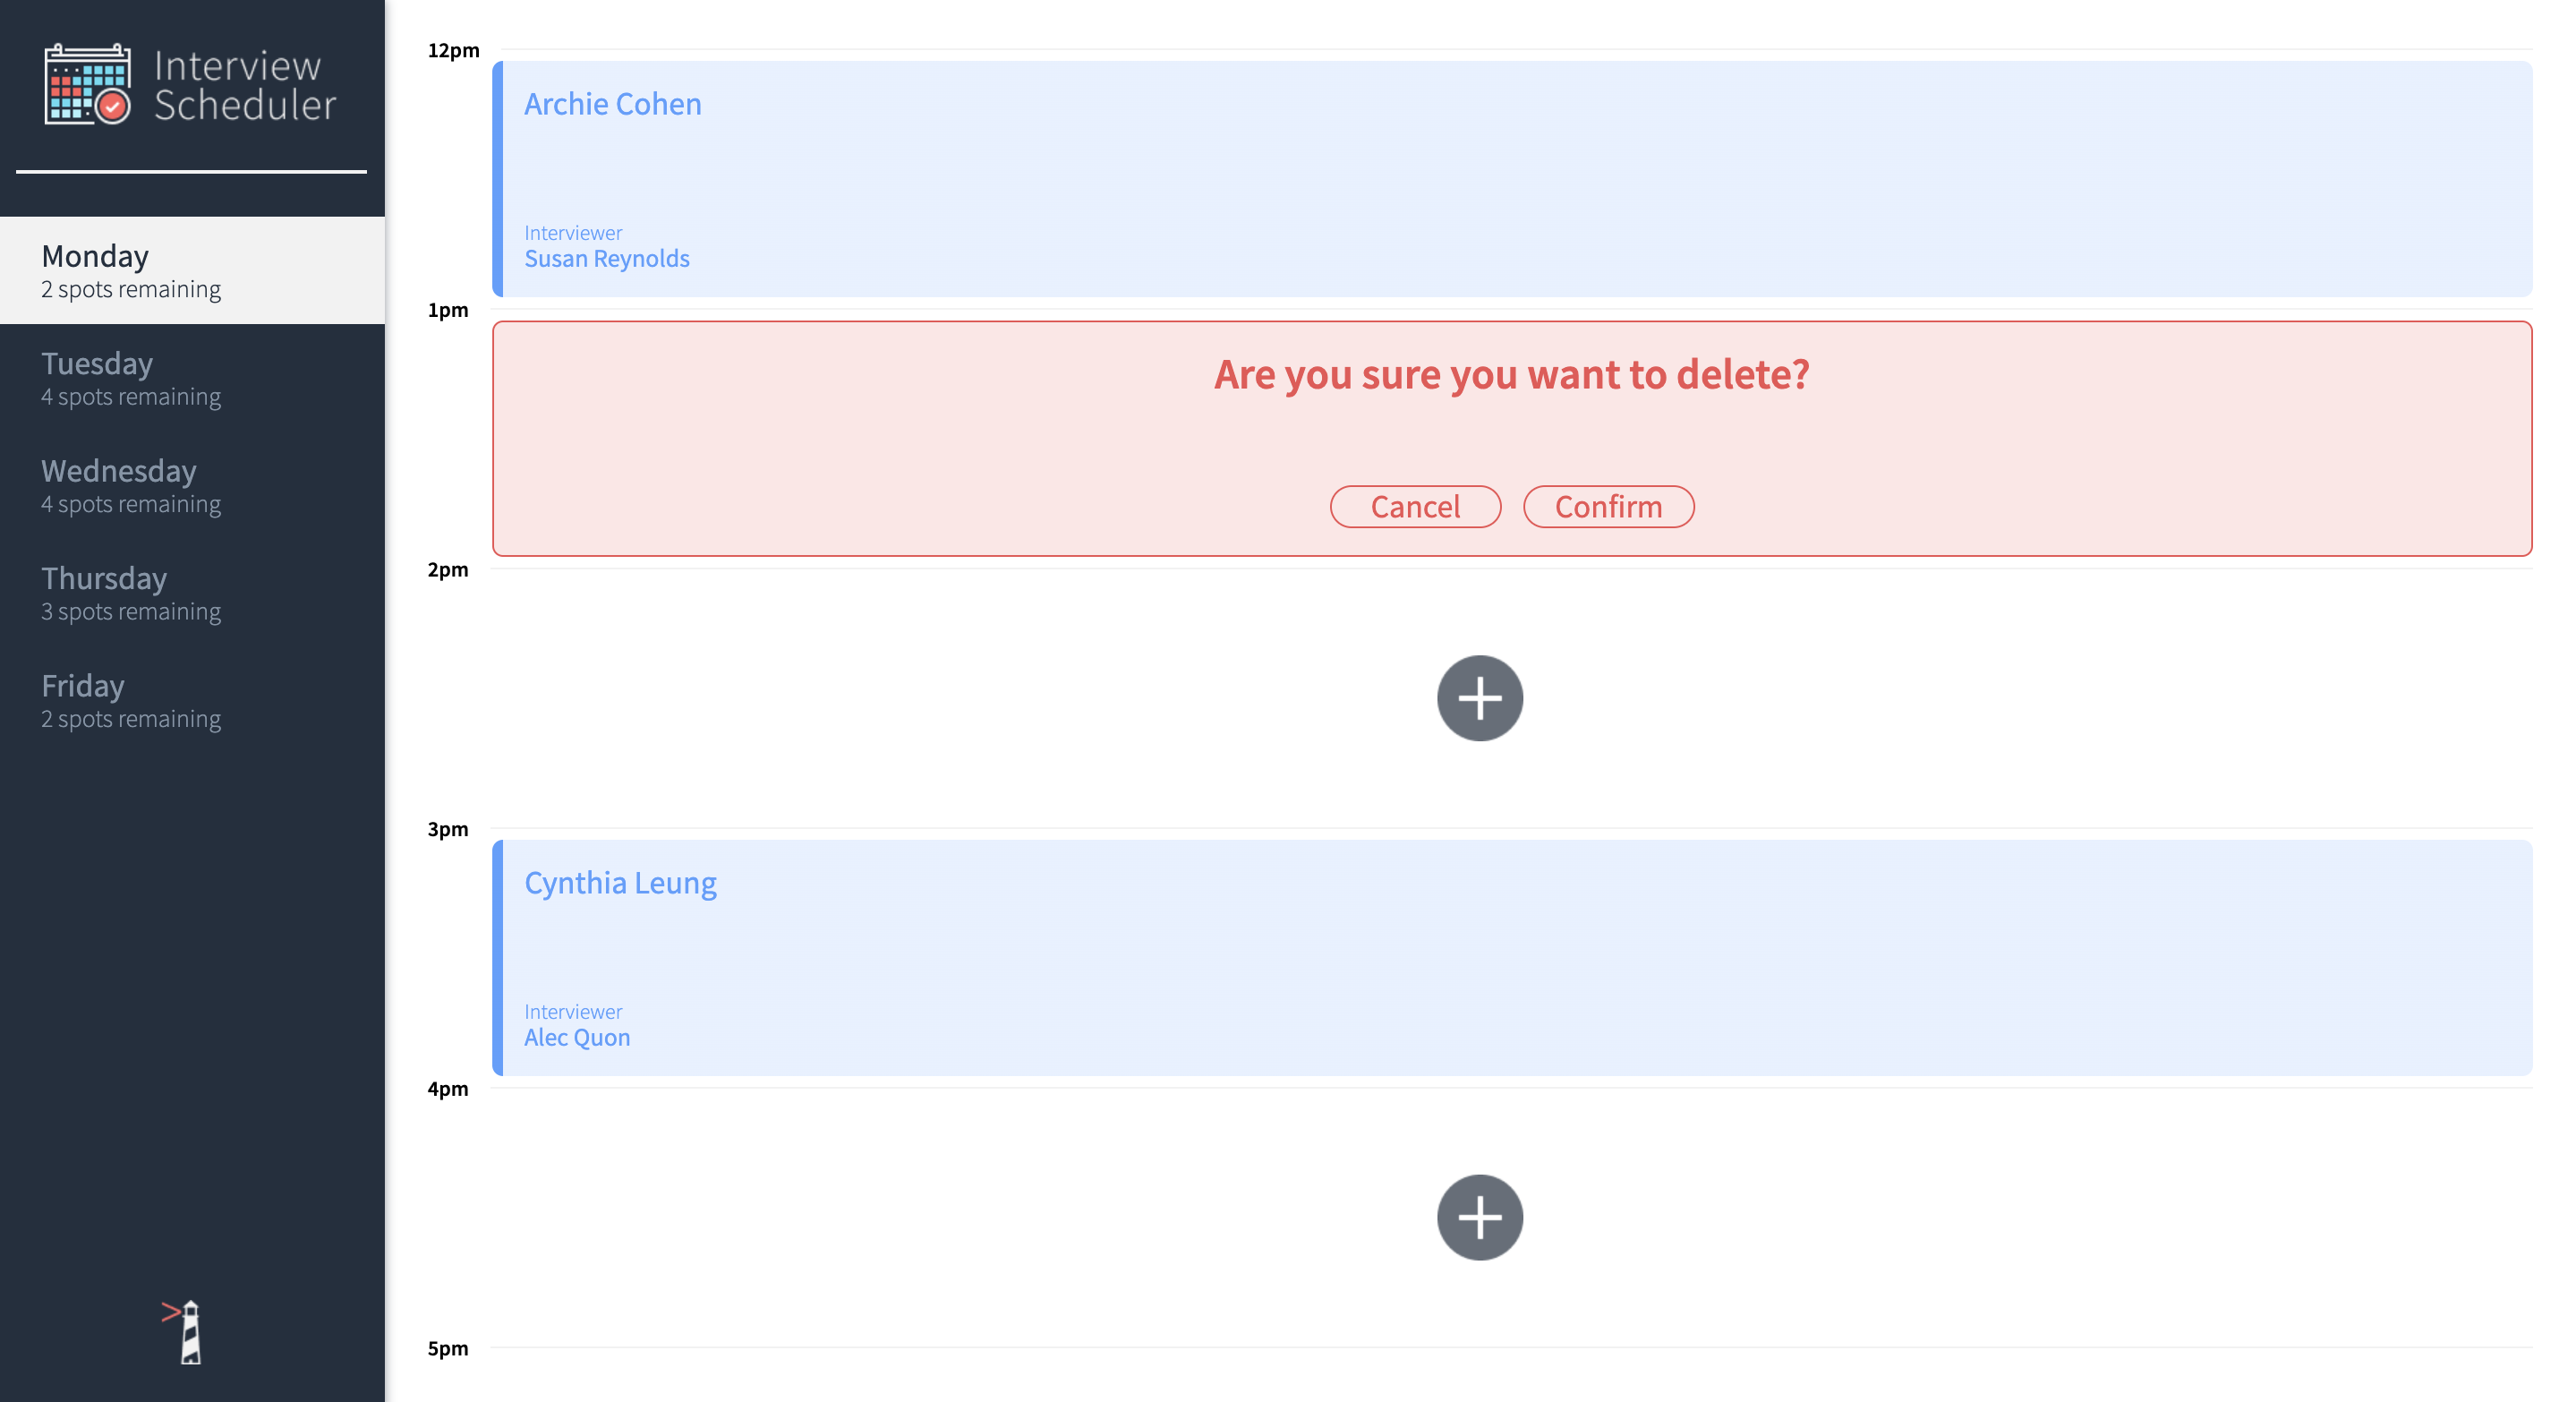 Interview
Scheduler
Monday
2 spots remaining
Tuesday
4 spots remaining
Wednesday
4 spots remaining
Thursday
3 spots remaining
Friday
2 spots remaining
12pm
Archie Cohen
Interviewer
Susan Reynolds
1pm
Are you sure you want to delete?
Cancel Confirm
2pm
3pm
Cynthia Leung
Interviewer
Alec Quon
4pm
5pm